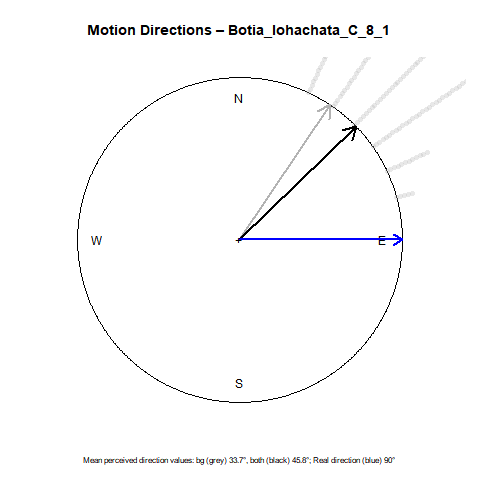 Motion Directions – Botia_lohachata_C_8_1
N
W
E
S
Mean perceived direction values: bg (grey) 33.7°, both (black) 45.8°; Real direction (blue) 90°